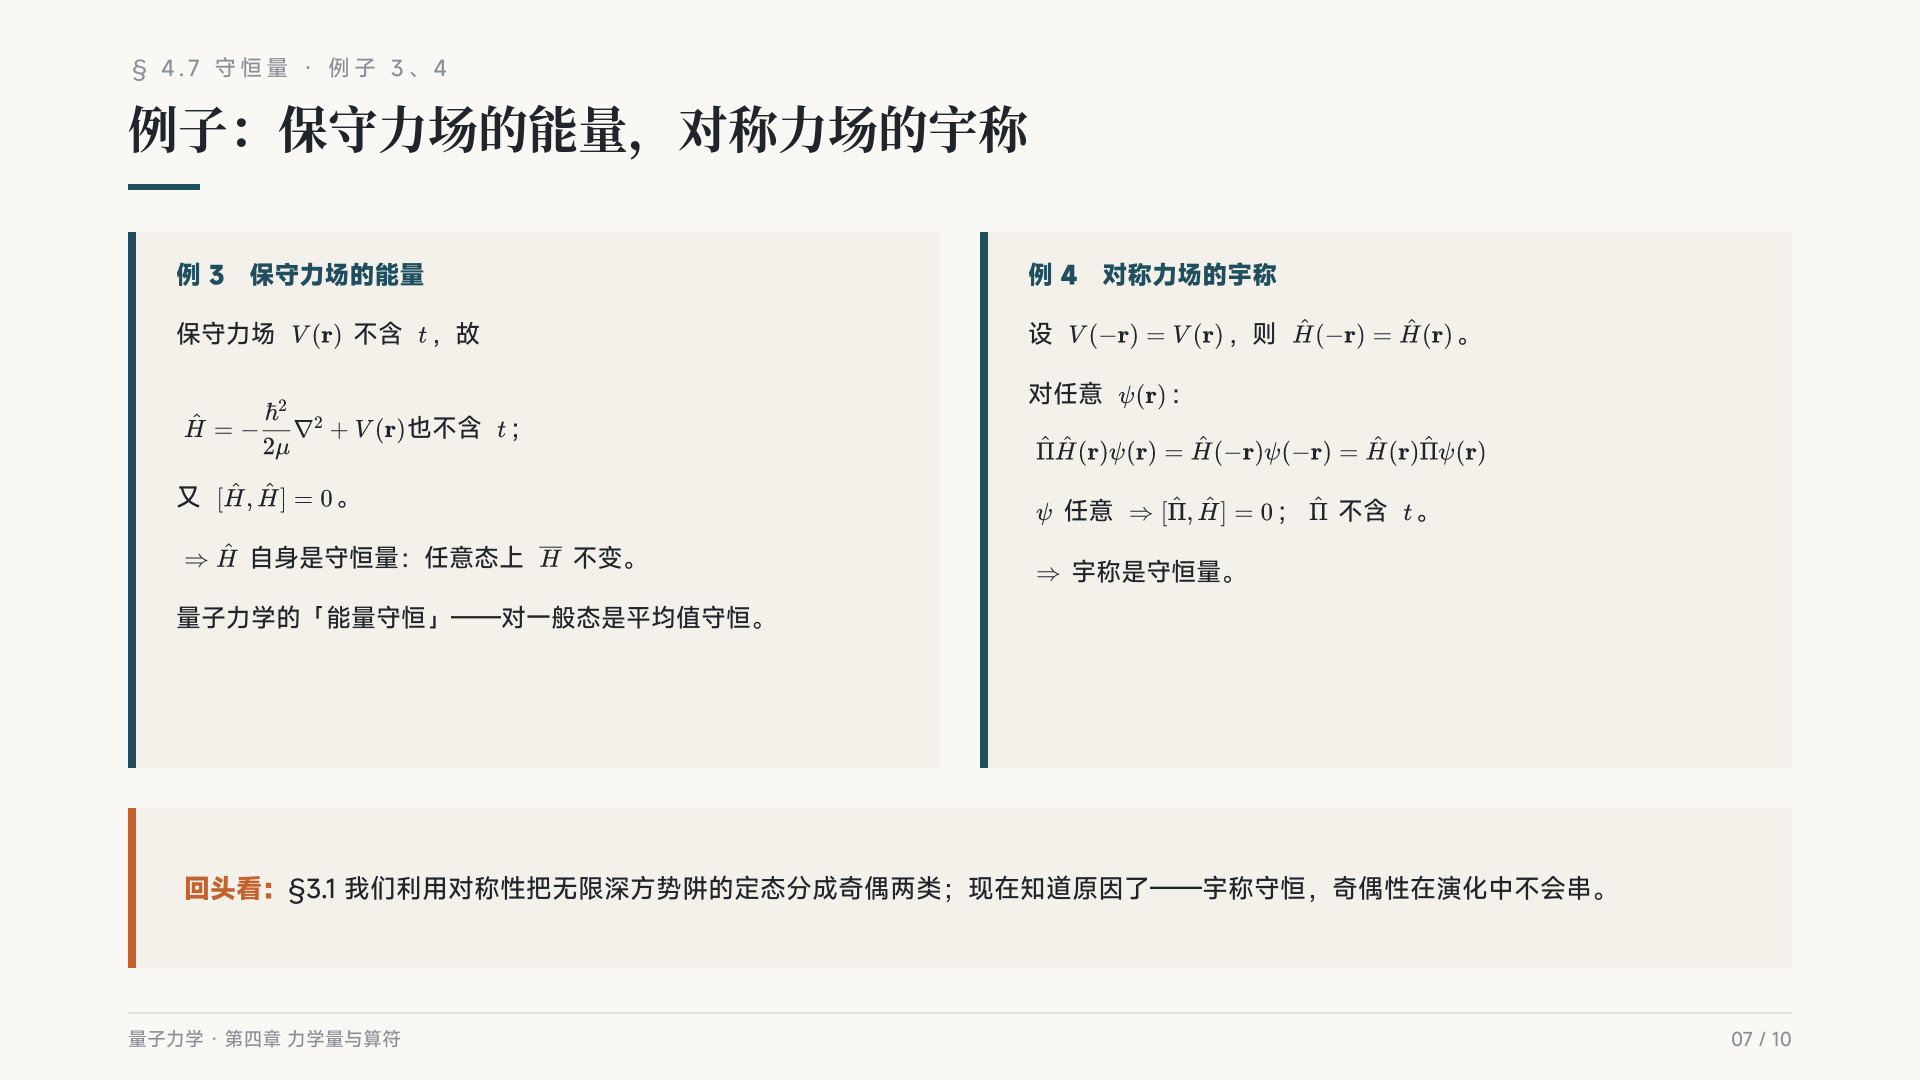 § 4.7 守恒量 · 例子 3、4
例子：保守力场的能量，对称力场的宇称
例 3　保守力场的能量
保守力场 V(𝐫) 不含 t，故
Ĥ = −ℏ²/2μ ∇² + V(𝐫)也不含 t；
又 [Ĥ, Ĥ] = 0。
⇒ Ĥ 自身是守恒量：任意态上 H̅ 不变。
量子力学的「能量守恒」——对一般态是平均值守恒。
例 4　对称力场的宇称
设 V(−𝐫) = V(𝐫)，则 Ĥ(−𝐫) = Ĥ(𝐫)。
对任意 ψ(𝐫)：
Π̂Ĥ(𝐫)ψ(𝐫) = Ĥ(−𝐫)ψ(−𝐫) = Ĥ(𝐫)Π̂ψ(𝐫)
ψ 任意 ⇒ [Π̂, Ĥ] = 0； Π̂ 不含 t。
⇒ 宇称是守恒量。
回头看：§3.1 我们利用对称性把无限深方势阱的定态分成奇偶两类；现在知道原因了——宇称守恒，奇偶性在演化中不会串。
量子力学 · 第四章 力学量与算符
07 / 10